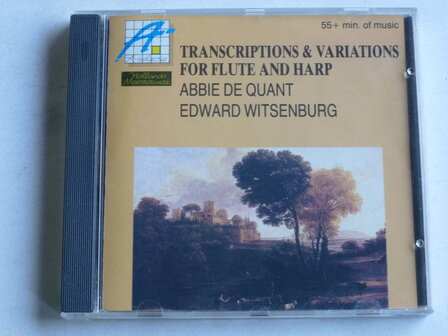 55+ min. of music
TRANSCRIPTIONS & VARIATIONS
FOR FLUTE AND HARP
ABBIE DE QUANT
EDWARD WITSENBURG